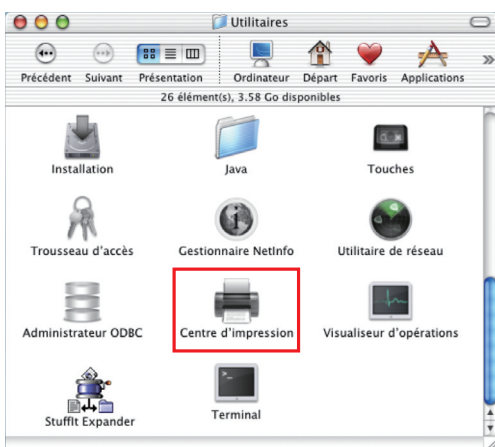 Utilitaires
Précédent Suivant Présentation Ordinateur Départ Favoris Applications
26 élément(s), 3.58 Go disponibles
Installation Java Touches
Trousseau d'accès Gestionnaire NetInfo Utilitaire de réseau
Administrateur ODBC Centre d'impression Visualiseur d'opérations
StuffIt Expander Terminal